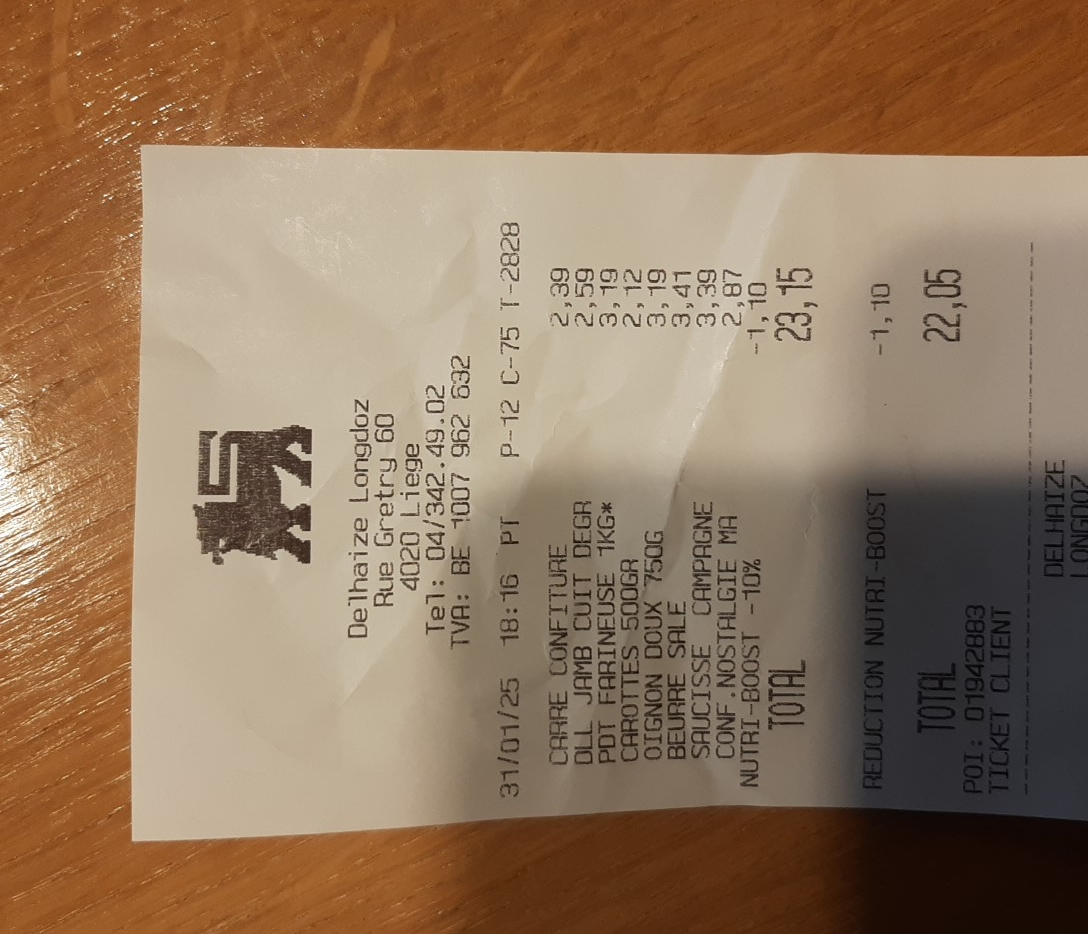 Delhaize Longdoz
Rue Gretry 60
4020 Liege
Tel: 04/342.49.02
TVA: BE 1007 962 632
31/01/25 18:16 PT P-12 C-75 T-2828
CARRE CONFITURE 2,39
DLL JAMB CUIT DEGR 2,59
PDT FARINEUSE 1KG* 3,19
CAROTTES 500GR 2,12
OIGNON DOUX 750G 3,19
BEURRE SALE 3,41
SAUCISSE CAMPAGNE 3,39
CONF.NOSTALGIE MA 2,87
NUTRI-BOOST -10% -1,10
TOTAL 23,15
REDUCTION NUTRI-BOOST -1,10
TOTAL 22,05
POI: 01942883
TICKET CLIENT
DELHAIZE
LONGDOZ